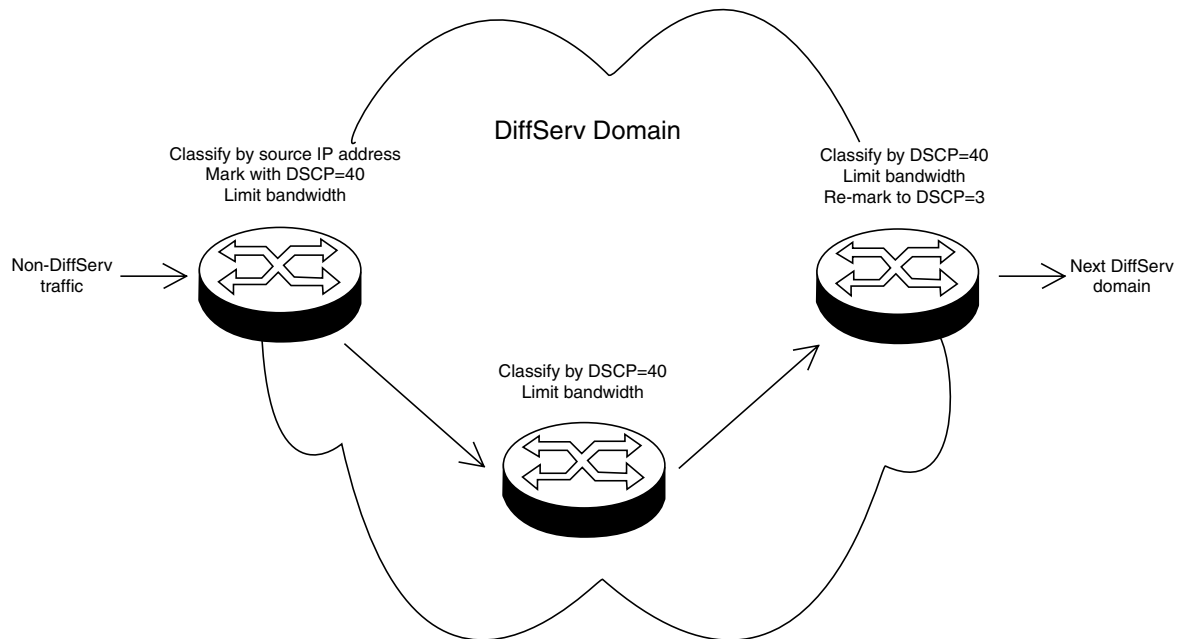 DiffServ Domain
Classify by source IP address
Mark with DSCP=40
Limit bandwidth
Classify by DSCP=40
Limit bandwidth
Re-mark to DSCP=3
Non-DiffServ
traffic
Next DiffServ
domain
Classify by DSCP=40
Limit bandwidth